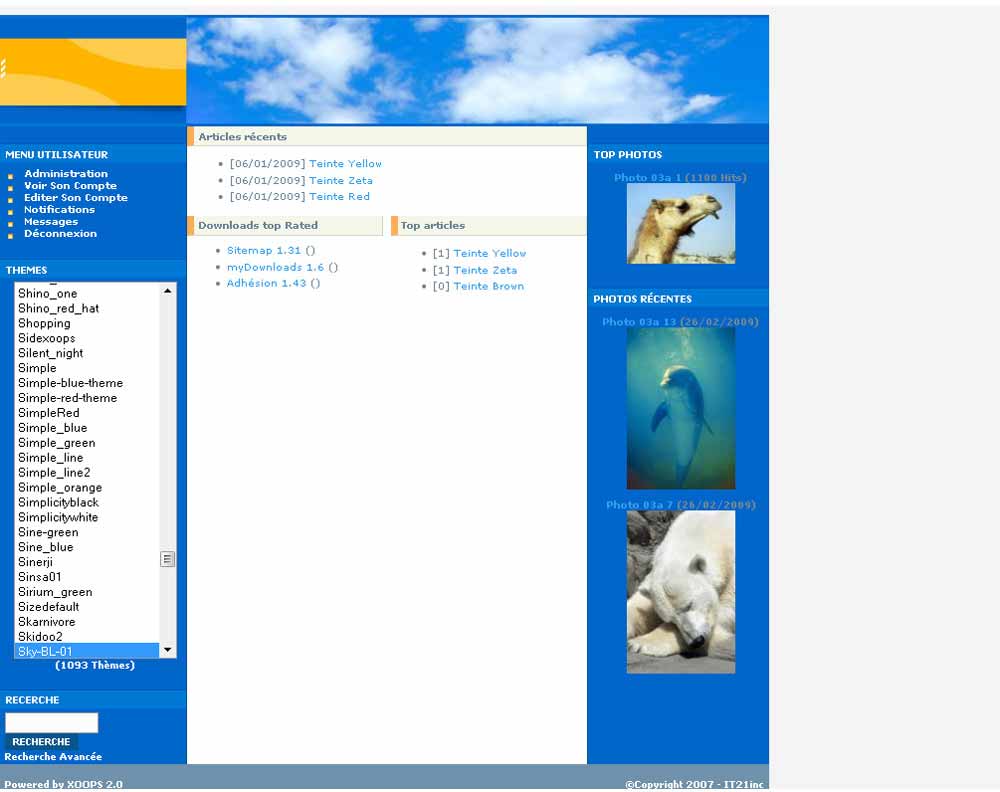 MENU UTILISATEUR
Administration
Voir Son Compte
Editer Son Compte
Notifications
Messages
Déconnexion
THEMES
Shino_one
Shino_red_hat
Shopping
Sidexoops
Silent_night
Simple
Simple-blue-theme
Simple-red-theme
SimpleRed
Simple_blue
Simple_green
Simple_line
Simple_line2
Simple_orange
Simplicityblack
Simplicitywhite
Sine-green
Sine_blue
Sinerji
Sinsa01
Sirium_green
Sizedefault
Skarnivore
Skidoo2
Sky-BL-01
(1093 Thèmes)
RECERCHE
RECHERCHE
Recherche Avancée
Articles récents
[06/01/2009] Teinte Yellow
[06/01/2009] Teinte Zeta
[06/01/2009] Teinte Red
Downloads top Rated
Sitemap 1.31 ()
myDownloads 1.6 ()
Adhésion 1.43 ()
Top articles
[1] Teinte Yellow
[1] Teinte Zeta
[0] Teinte Brown
TOP PHOTOS
Photo 03a 1 (1100 Hits)
PHOTOS RÉCENTES
Photo 03a 13 (26/02/2009)
Photo 03a 7 (26/02/2009)
Powered by XOOPS 2.0
©Copyright 2007 - IT21inc